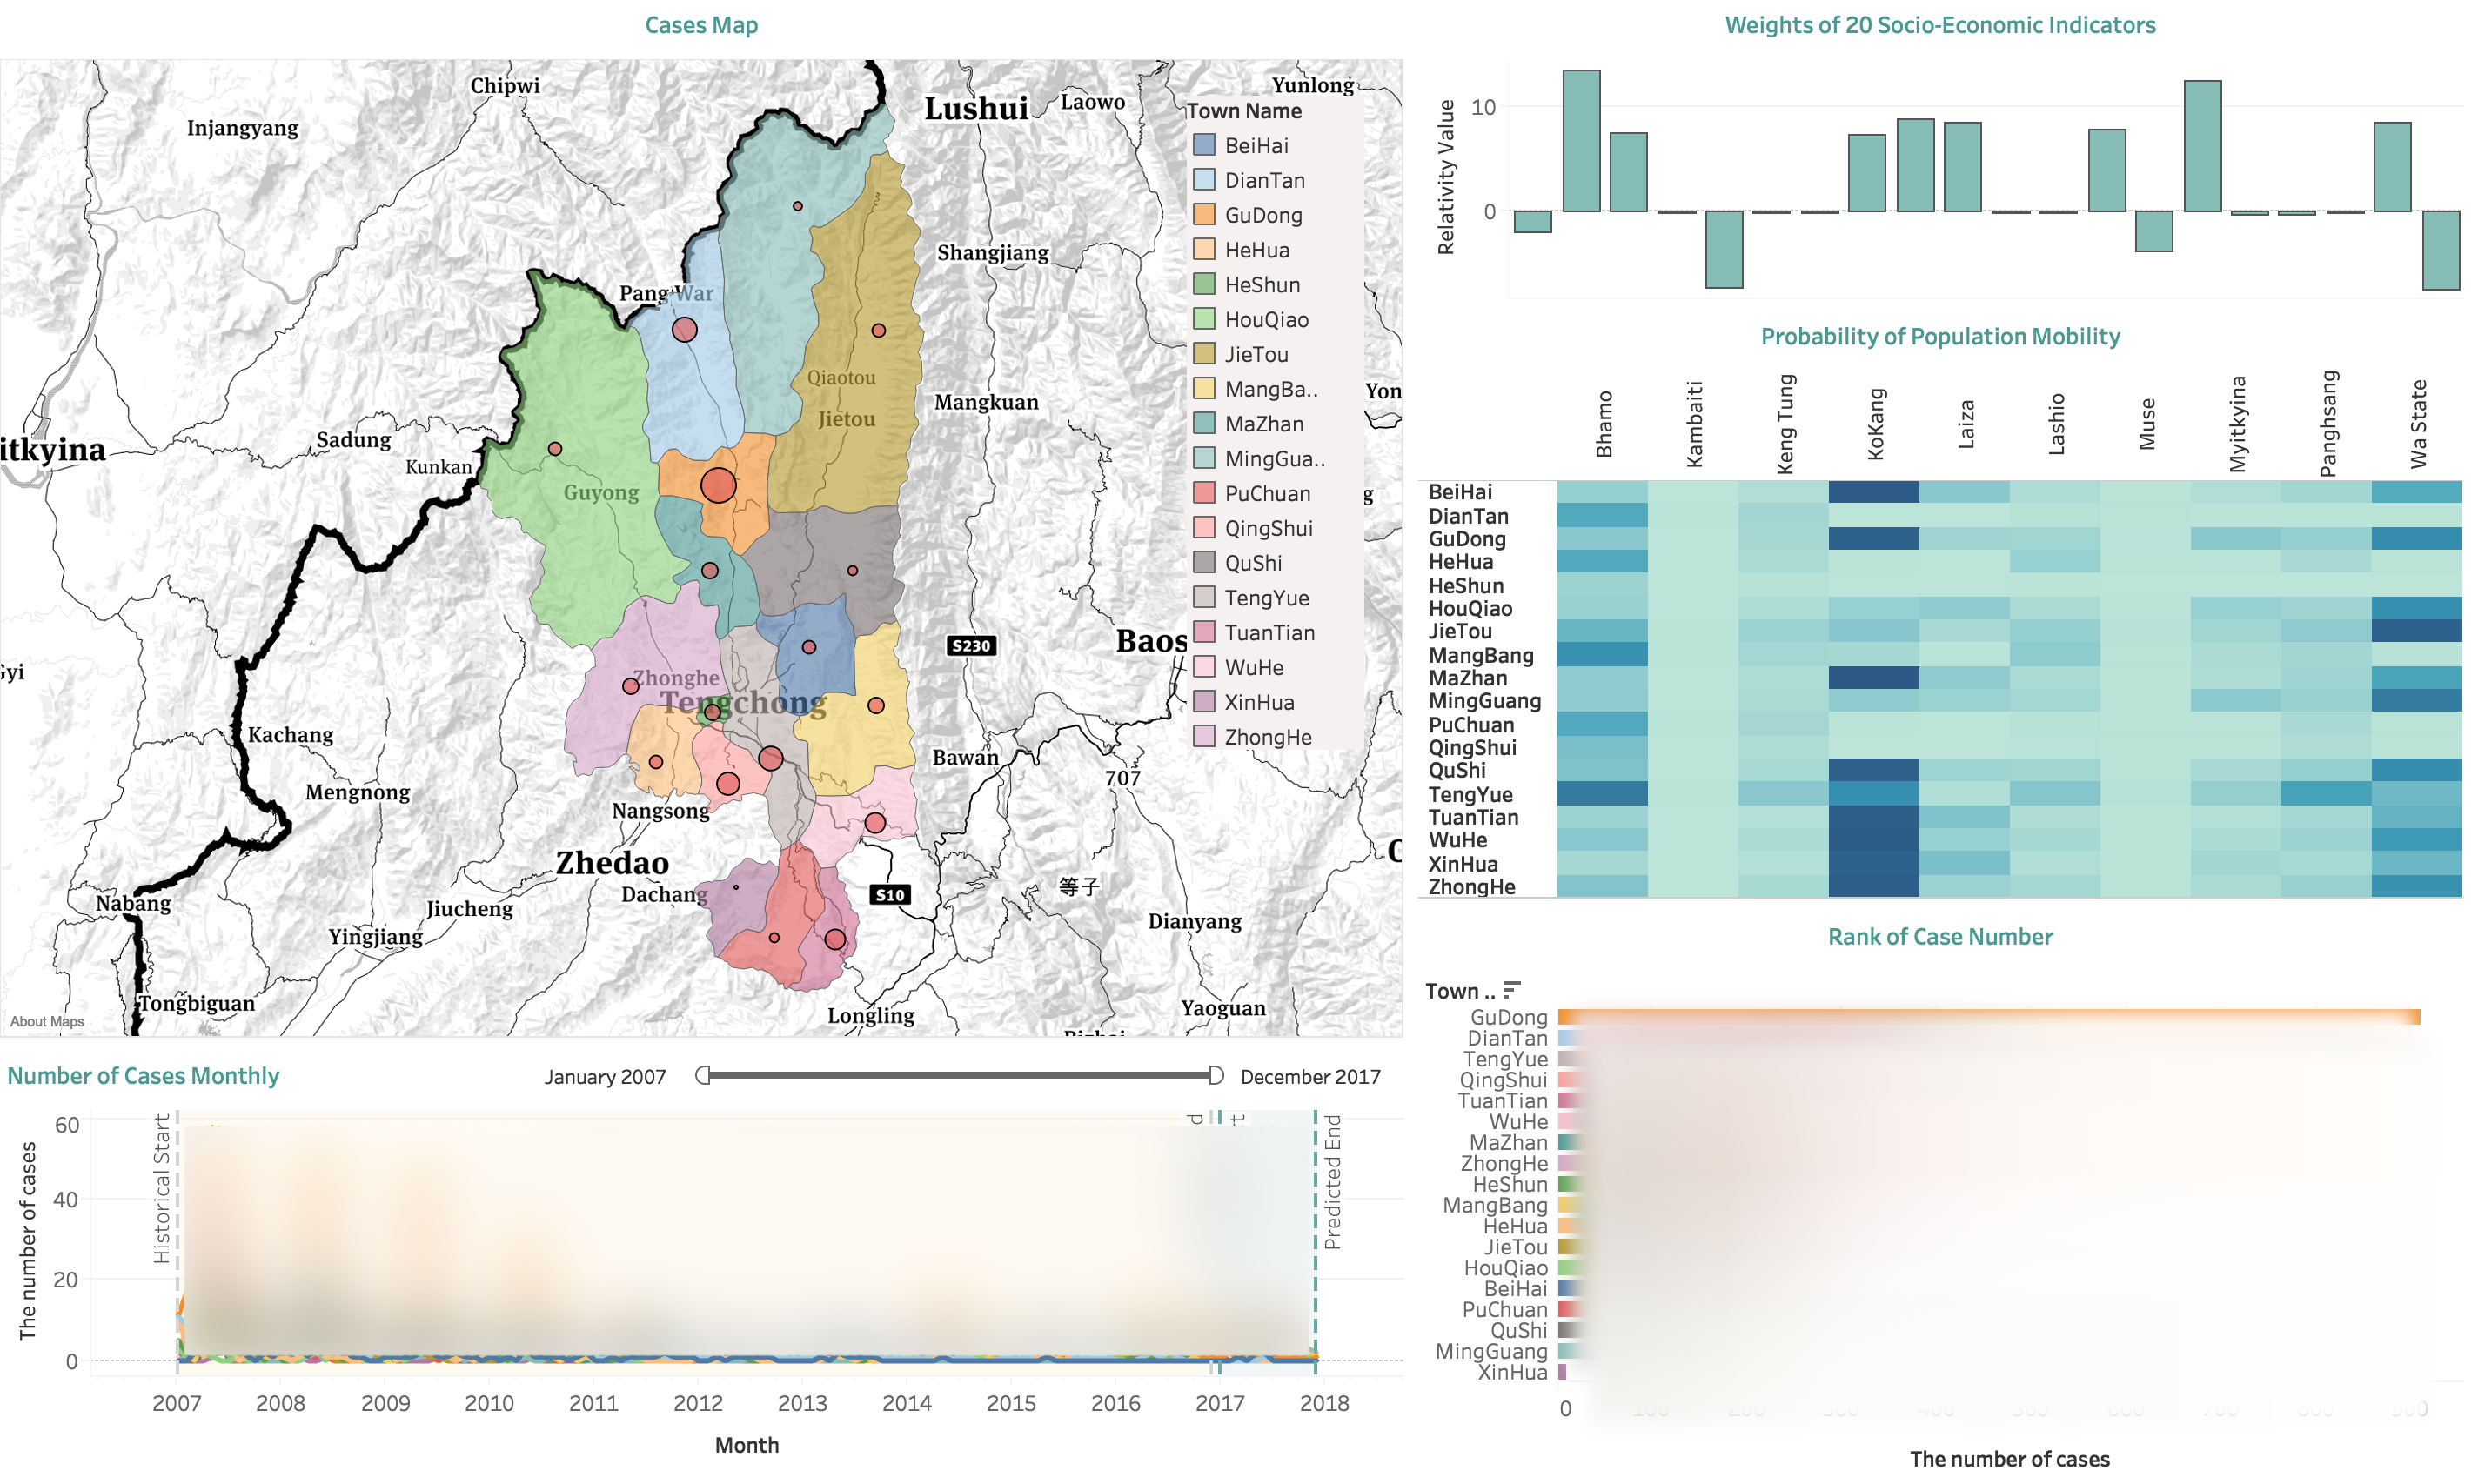 Cases Map
Chipwi
Injangyang
Lushui
Laowo
Yunlong
Shangjiang
Pang War
Qiaotou
Jietou
Mangkuan
Yon
itkyina
Sadung
Kunkan
Guyong
g
S230
Baos
Gyi
Zhonghe
Tengchong
Kachang
Mengnong
Bawan
707
Nangsong
Zhedao
Dachang
S10
等子
Nabang
Jiucheng
Yingjiang
Dianyang
Tongbiguan
Longling
Yaoguan
About Maps
Town Name
BeiHai
DianTan
GuDong
HeHua
HeShun
HouQiao
JieTou
MangBa..
MaZhan
MingGua..
PuChuan
QingShui
QuShi
TengYue
TuanTian
WuHe
XinHua
ZhongHe
Number of Cases Monthly
January 2007
December 2017
The number of cases
60
40
20
0
Historical Start
d
rt
Predicted End
2007 2008 2009 2010 2011 2012 2013 2014 2015 2016 2017 2018
Month
Weights of 20 Socio-Economic Indicators
Relativity Value
10
0
Probability of Population Mobility
Bhamo Kambaiti Keng Tung KoKang Laiza Lashio Muse Myitkyina Panghsang Wa State
BeiHai
DianTan
GuDong
HeHua
HeShun
HouQiao
JieTou
MangBang
MaZhan
MingGuang
PuChuan
QingShui
QuShi
TengYue
TuanTian
WuHe
XinHua
ZhongHe
Rank of Case Number
Town ..
GuDong
DianTan
TengYue
QingShui
TuanTian
WuHe
MaZhan
ZhongHe
HeShun
MangBang
HeHua
JieTou
HouQiao
BeiHai
PuChuan
QuShi
MingGuang
XinHua
0
The number of cases